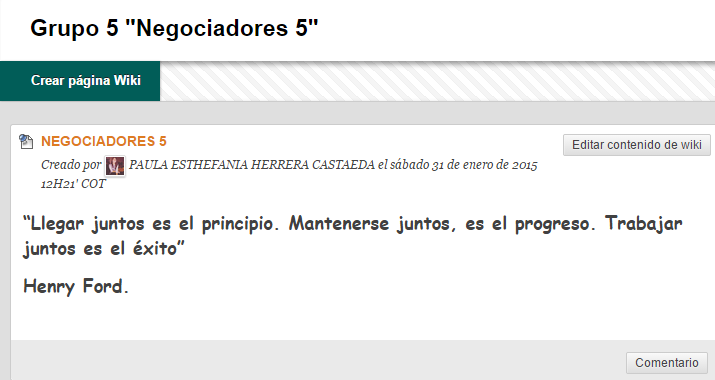 Grupo 5 "Negociadores 5"
Crear página Wiki
NEGOCIADORES 5
Editar contenido de wiki
Creado por PAULA ESTHEFANIA HERRERA CASTAEDA el sábado 31 de enero de 2015
12H21' COT
“Llegar juntos es el principio. Mantenerse juntos, es el progreso. Trabajar
juntos es el éxito”
Henry Ford.
Comentario